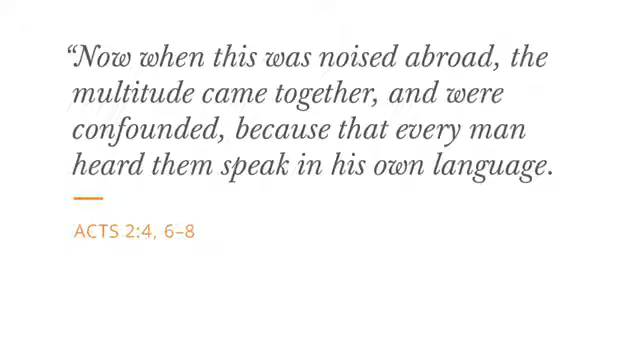 “Now when this was noised abroad, the
multitude came together, and were
confounded, because that every man
heard them speak in his own language.
ACTS 2:4, 6–8